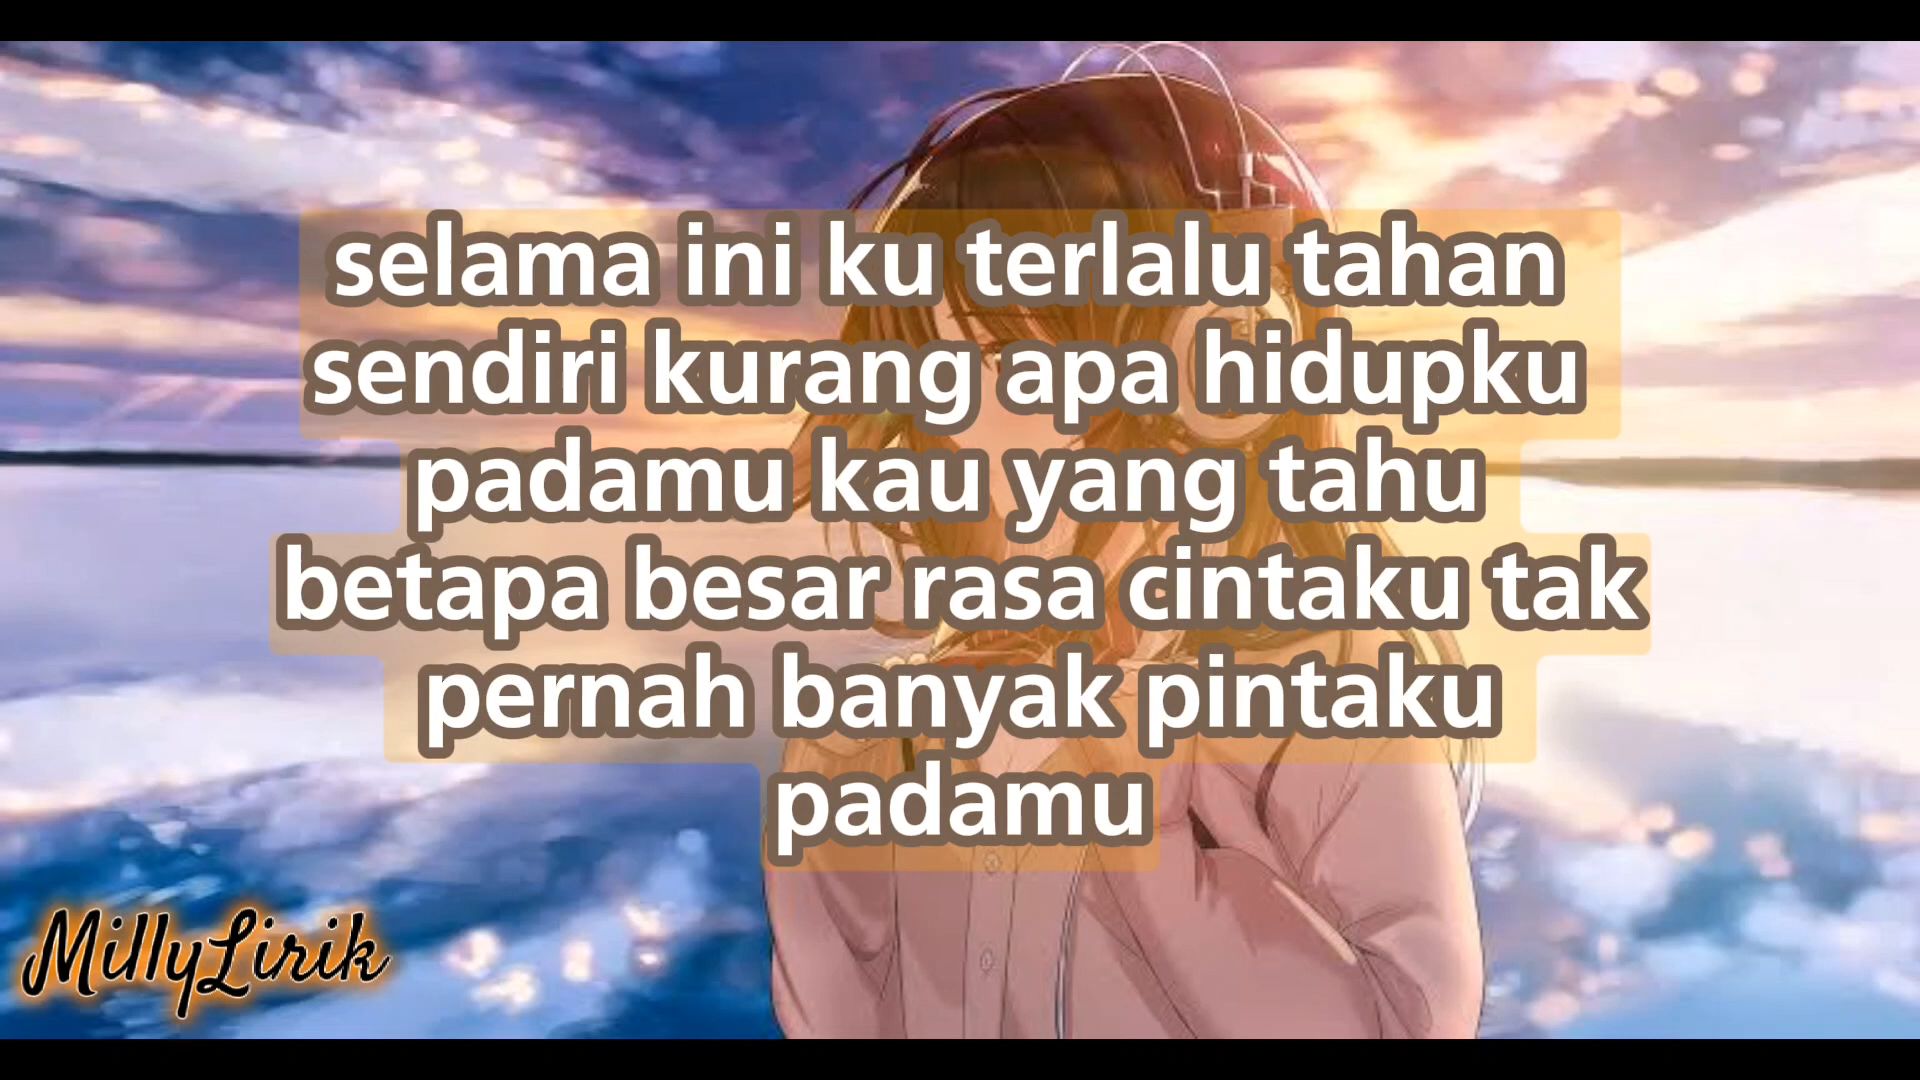 selama ini ku terlalu tahan
sendiri kurang apa hidupku
padamu kau yang tahu
betapa besar rasa cintaku tak
pernah banyak pintaku
padamu
MillyLirik